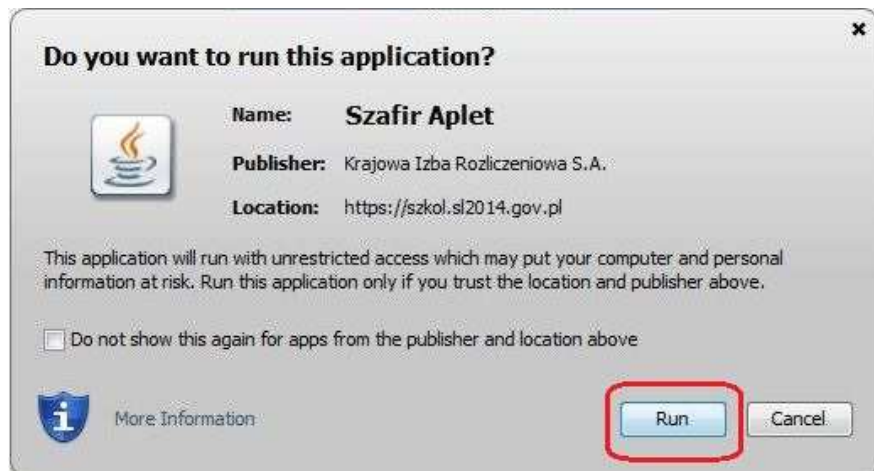 Do you want to run this application?
Name: Szafir Aplet
Publisher: Krajowa Izba Rozliczeniowa S.A.
Location: https://szkol.sl2014.gov.pl
This application will run with unrestricted access which may put your computer and personal
information at risk. Run this application only if you trust the location and publisher above.
Do not show this again for apps from the publisher and location above
More Information
Run Cancel